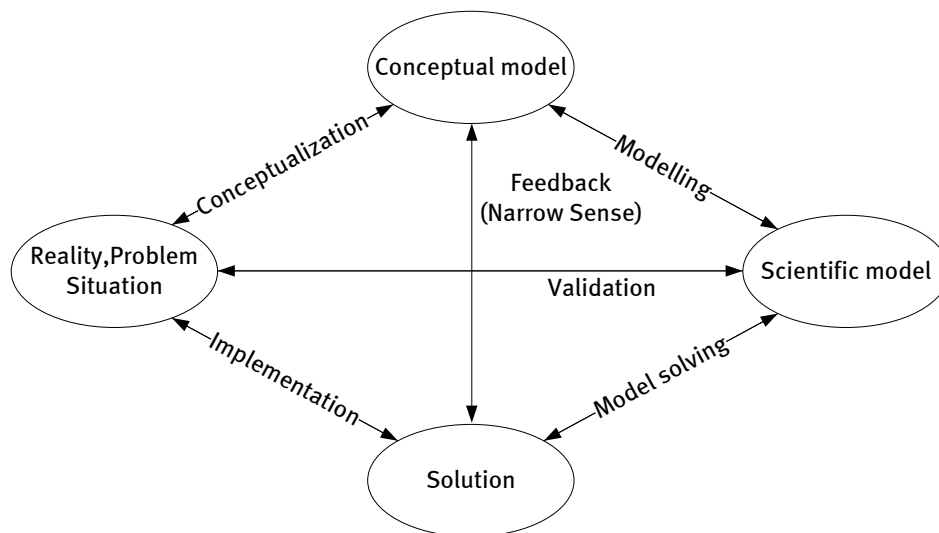 Conceptual model
Conceptualization
Modelling
Feedback
(Narrow Sense)
Reality,Problem
Situation
Scientific model
Validation
Implementation
Model solving
Solution